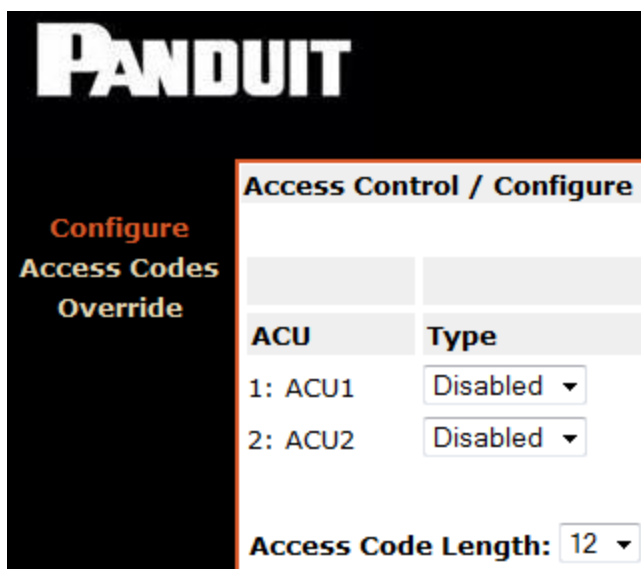 PANDUIT
Configure
Access Codes
Override
Access Control / Configure
ACU Type
1: ACU1 Disabled
2: ACU2 Disabled
Access Code Length: 12